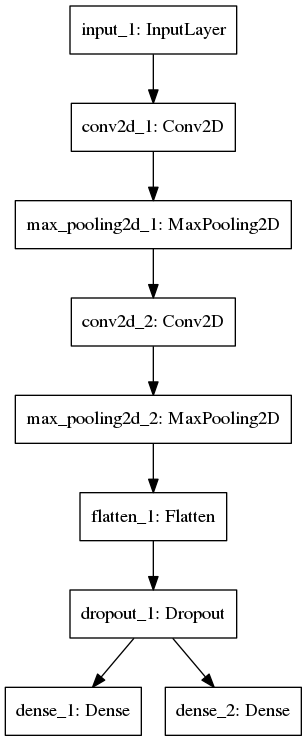 input_1: InputLayer
conv2d_1: Conv2D
max_pooling2d_1: MaxPooling2D
conv2d_2: Conv2D
max_pooling2d_2: MaxPooling2D
flatten_1: Flatten
dropout_1: Dropout
dense_1: Dense
dense_2: Dense